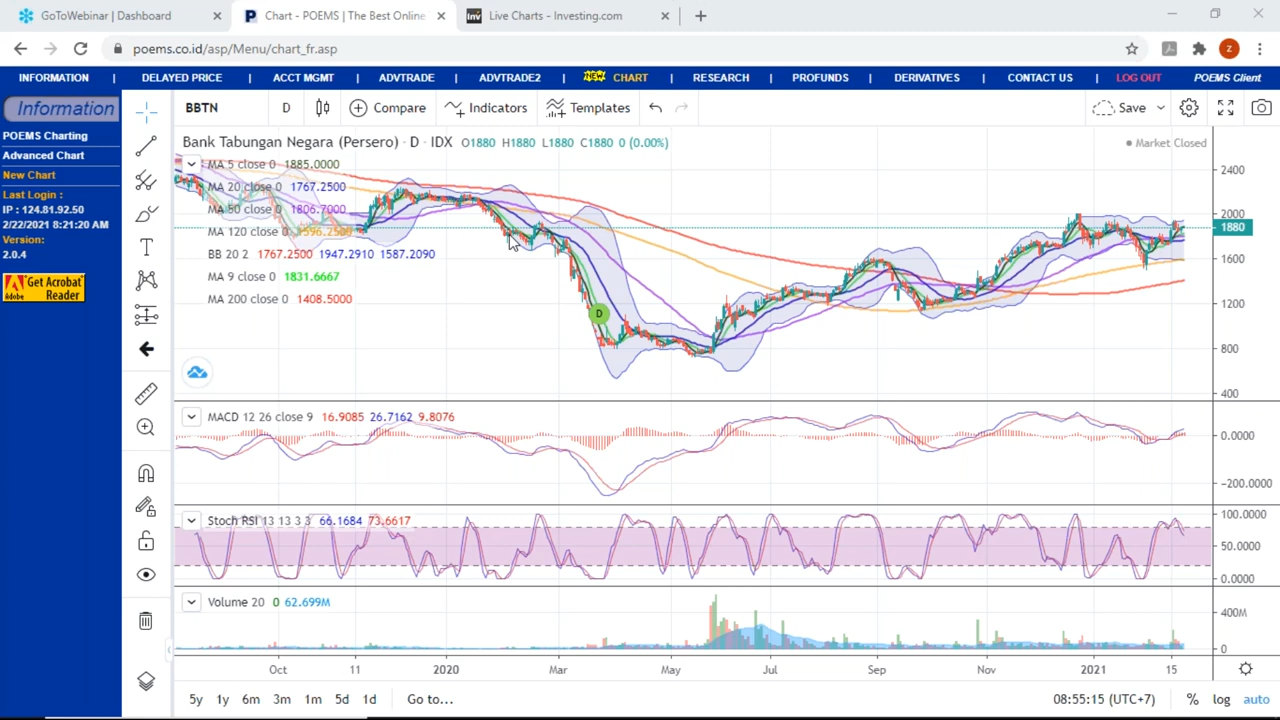 GoToWebinar | Dashboard
Chart - POEMS | The Best Online
Live Charts - Investing.com
poems.co.id/asp/Menu/chart_fr.asp
INFORMATION | DELAYED PRICE | ACCT MGMT | ADVTRADE | ADVTRADE2 | NEW CHART | RESEARCH | PROFUNDS | DERIVATIVES | CONTACT US | LOG OUT POEMS Client
Information
POEMS Charting
Advanced Chart
New Chart
Last Login :
IP : 124.81.92.50
2/22/2021 8:21:20 AM
Version:
2.0.4
Get Acrobat
Reader
Adobe
BBTN D Compare Indicators Templates Save
Bank Tabungan Negara (Persero) · D · IDX O1880 H1880 L1880 C1880 0 (0.00%)
Market Closed
MA 5 close 0 1885.0000
MA 20 close 0 1767.2500
MA 50 close 0 1806.7000
MA 120 close 0 1596.2500
BB 20 2 1767.2500 1947.2910 1587.2090
MA 9 close 0 1831.6667
MA 200 close 0 1408.5000
D
2400
2000
1880
1600
1200
800
400
MACD 12 26 close 9 16.9085 26.7162 9.8076
0.0000
−200.0000
Stoch RSI 13 13 3 3 66.1684 73.6617
100.0000
50.0000
0.0000
Volume 20 0 62.699M
400M
0
Oct 11 2020 Mar May Jul Sep Nov 2021 15
5y 1y 6m 3m 1m 5d 1d Go to...
08:55:15 (UTC+7) % log auto